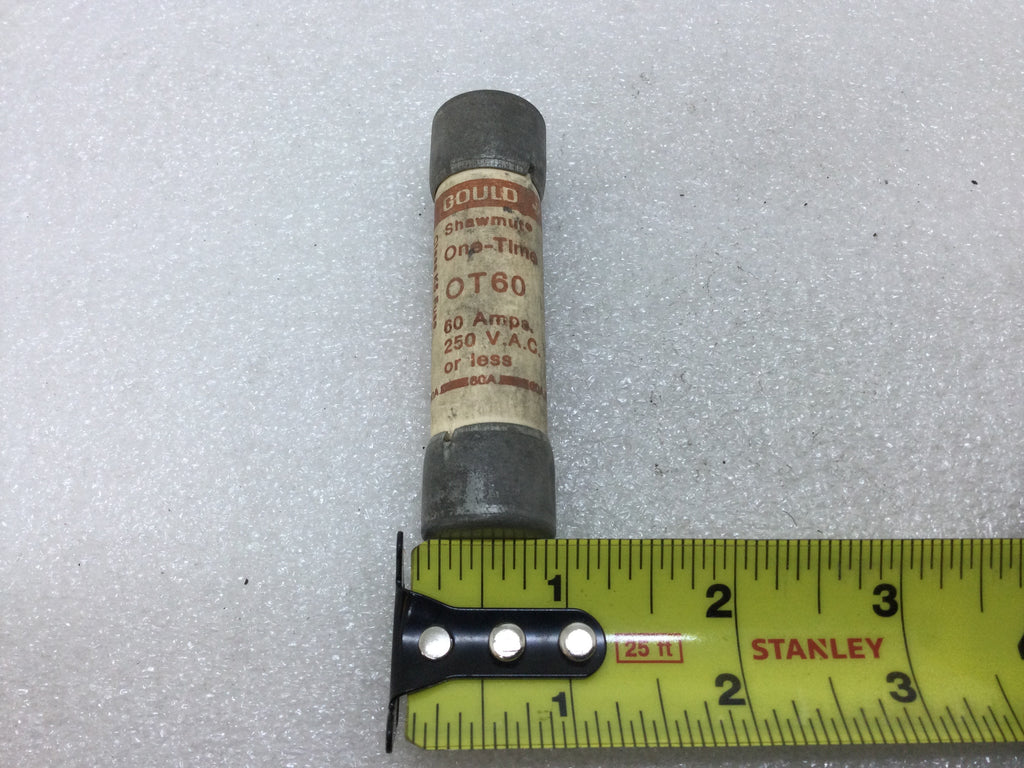 GOULD
Shawmut
One-Time
OT60
60 Amps.
250 V.A.C.
or less
60A
1 2 3
25 ft STANLEY
1 2 3